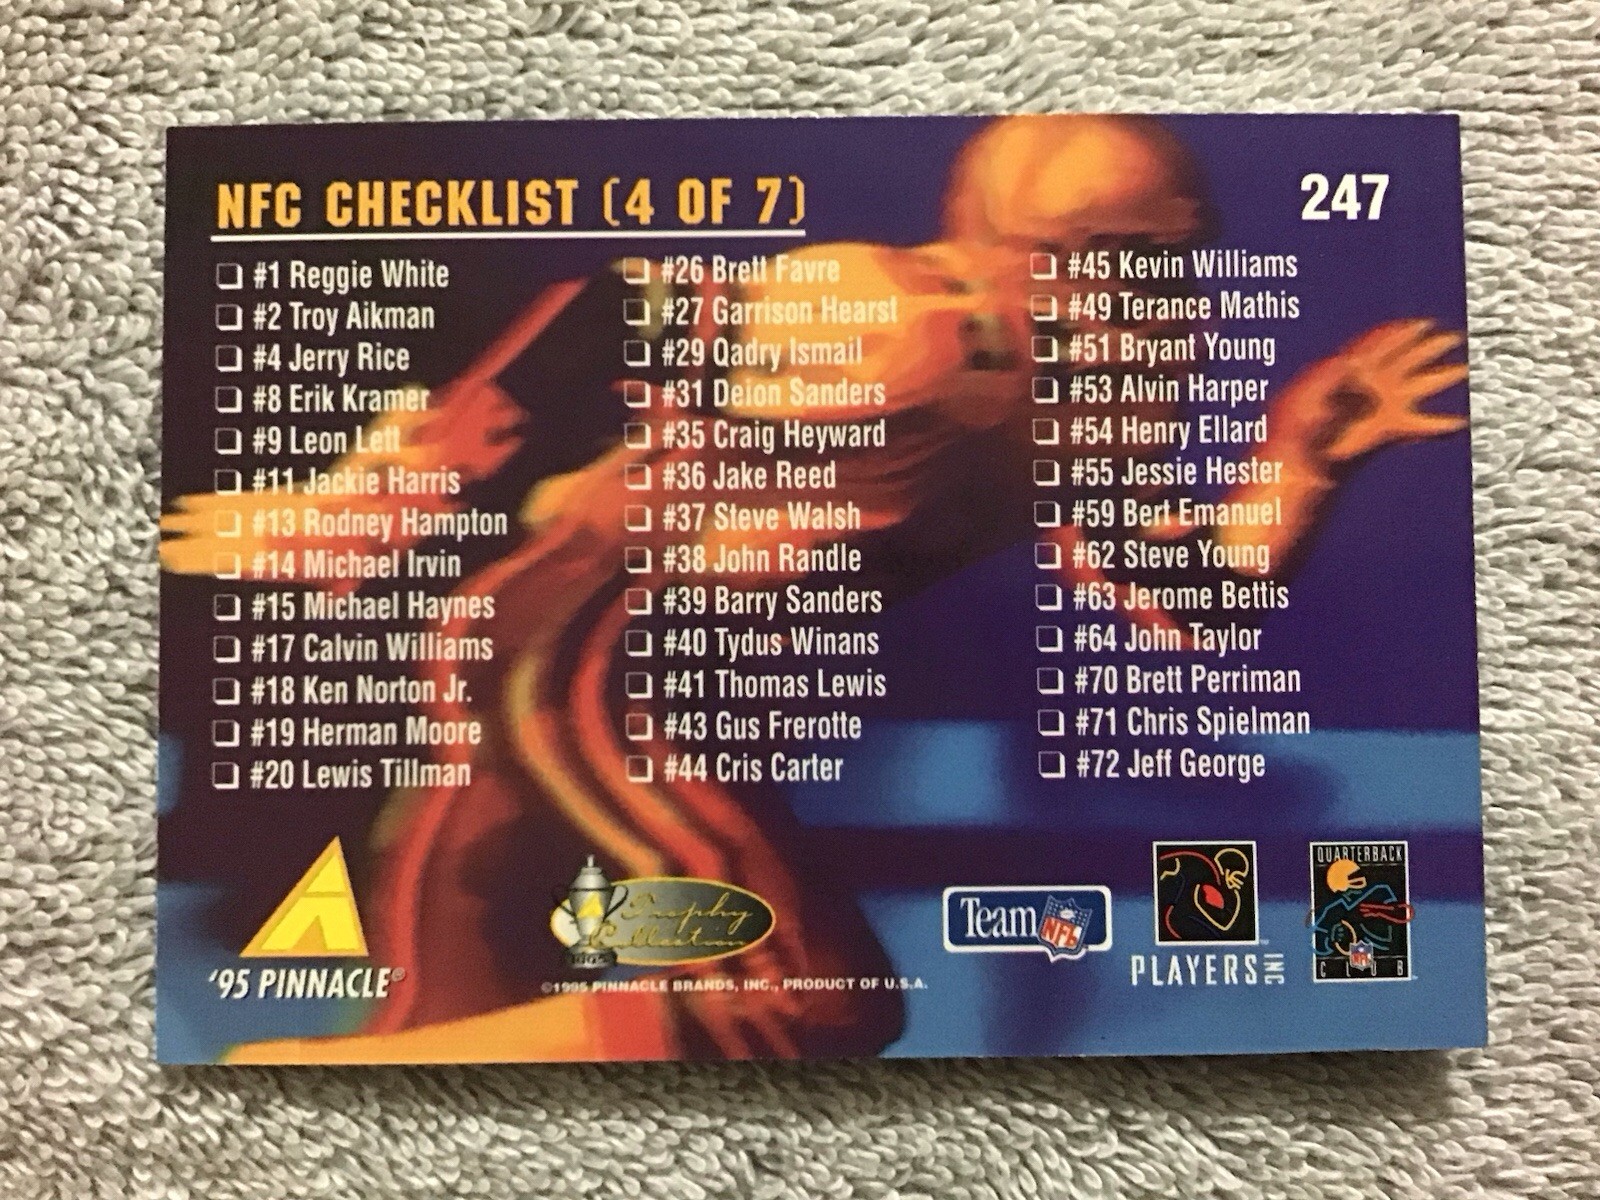 NFC CHECKLIST (4 OF 7)
247
#1 Reggie White
#2 Troy Aikman
#4 Jerry Rice
#8 Erik Kramer
#9 Leon Lett
#11 Jackie Harris
#13 Rodney Hampton
#14 Michael Irvin
#15 Michael Haynes
#17 Calvin Williams
#18 Ken Norton Jr.
#19 Herman Moore
#20 Lewis Tillman
#26 Brett Favre
#27 Garrison Hearst
#29 Qadry Ismail
#31 Deion Sanders
#35 Craig Heyward
#36 Jake Reed
#37 Steve Walsh
#38 John Randle
#39 Barry Sanders
#40 Tydus Winans
#41 Thomas Lewis
#43 Gus Frerotte
#44 Cris Carter
#45 Kevin Williams
#49 Terance Mathis
#51 Bryant Young
#53 Alvin Harper
#54 Henry Ellard
#55 Jessie Hester
#59 Bert Emanuel
#62 Steve Young
#63 Jerome Bettis
#64 John Taylor
#70 Brett Perriman
#71 Chris Spielman
#72 Jeff George
'95 PINNACLE®
Trophy
Collection
1995
©1995 PINNACLE BRANDS, INC., PRODUCT OF U.S.A.
Team NFL
PLAYERS INC
QUARTERBACK
NFL
CLUB